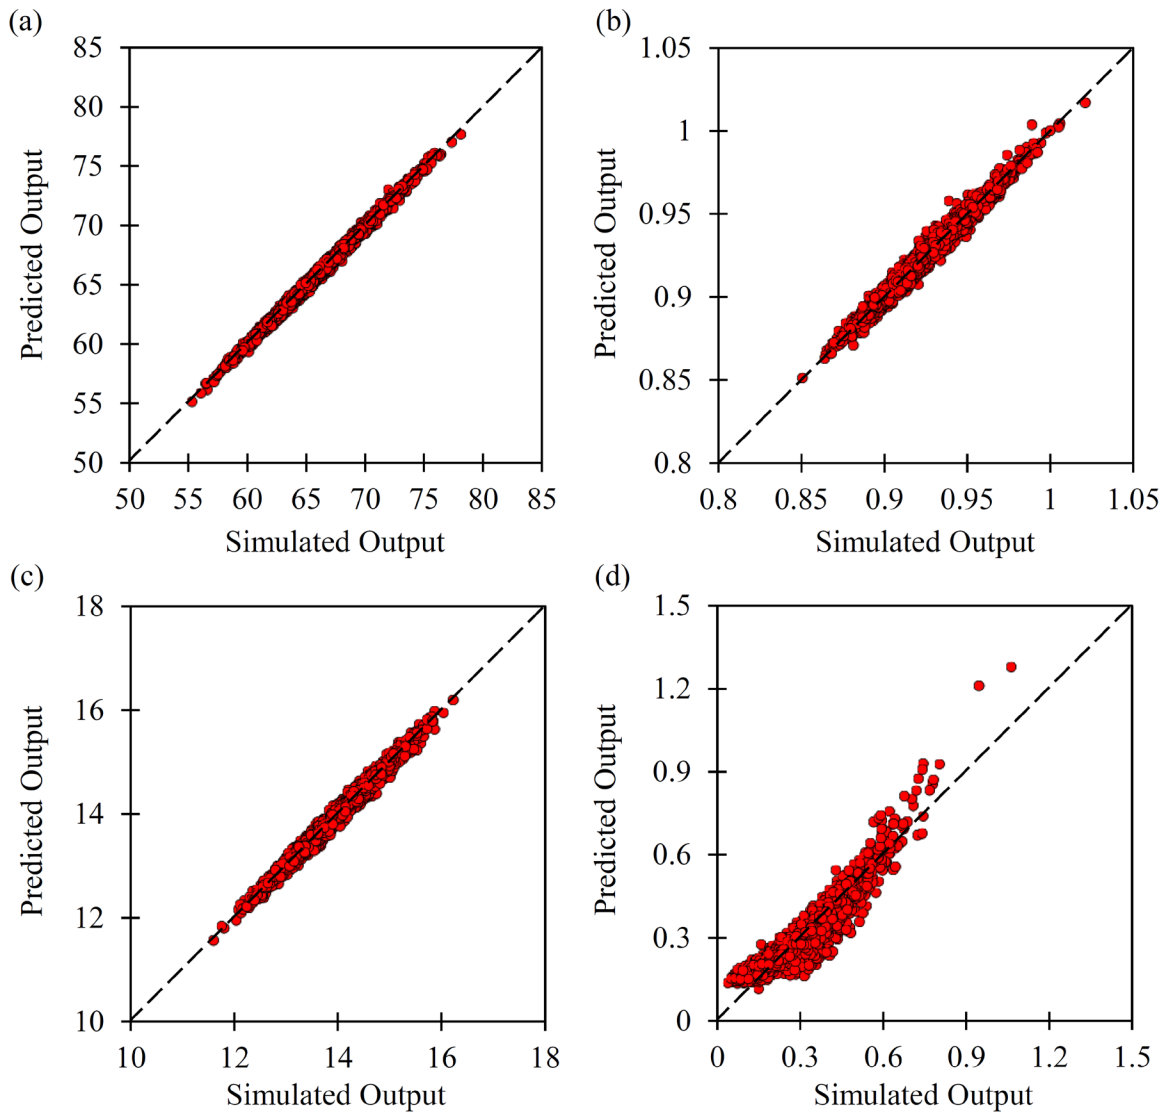 (a)
85
80
75
70
65
60
55
50
50 55 60 65 70 75 80 85
Predicted Output
Simulated Output
(b)
1.05
1
0.95
0.9
0.85
0.8
0.8 0.85 0.9 0.95 1 1.05
Predicted Output
Simulated Output
(c)
18
16
14
12
10
10 12 14 16 18
Predicted Output
Simulated Output
(d)
1.5
1.2
0.9
0.6
0.3
0
0 0.3 0.6 0.9 1.2 1.5
Predicted Output
Simulated Output